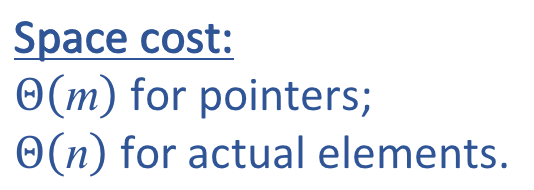 Space cost:
Θ(m) for pointers;
Θ(n) for actual elements.